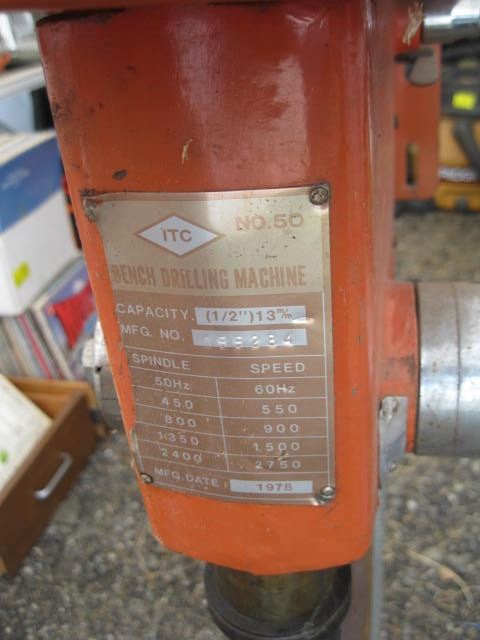 ITC NO.50
BENCH DRILLING MACHINE
CAPACITY. (1/2") 13 m/m
MFG. NO.
SPINDLE SPEED
50Hz 60Hz
450 550
800 900
1350 1500
2400 2750
MFG.DATE 1978